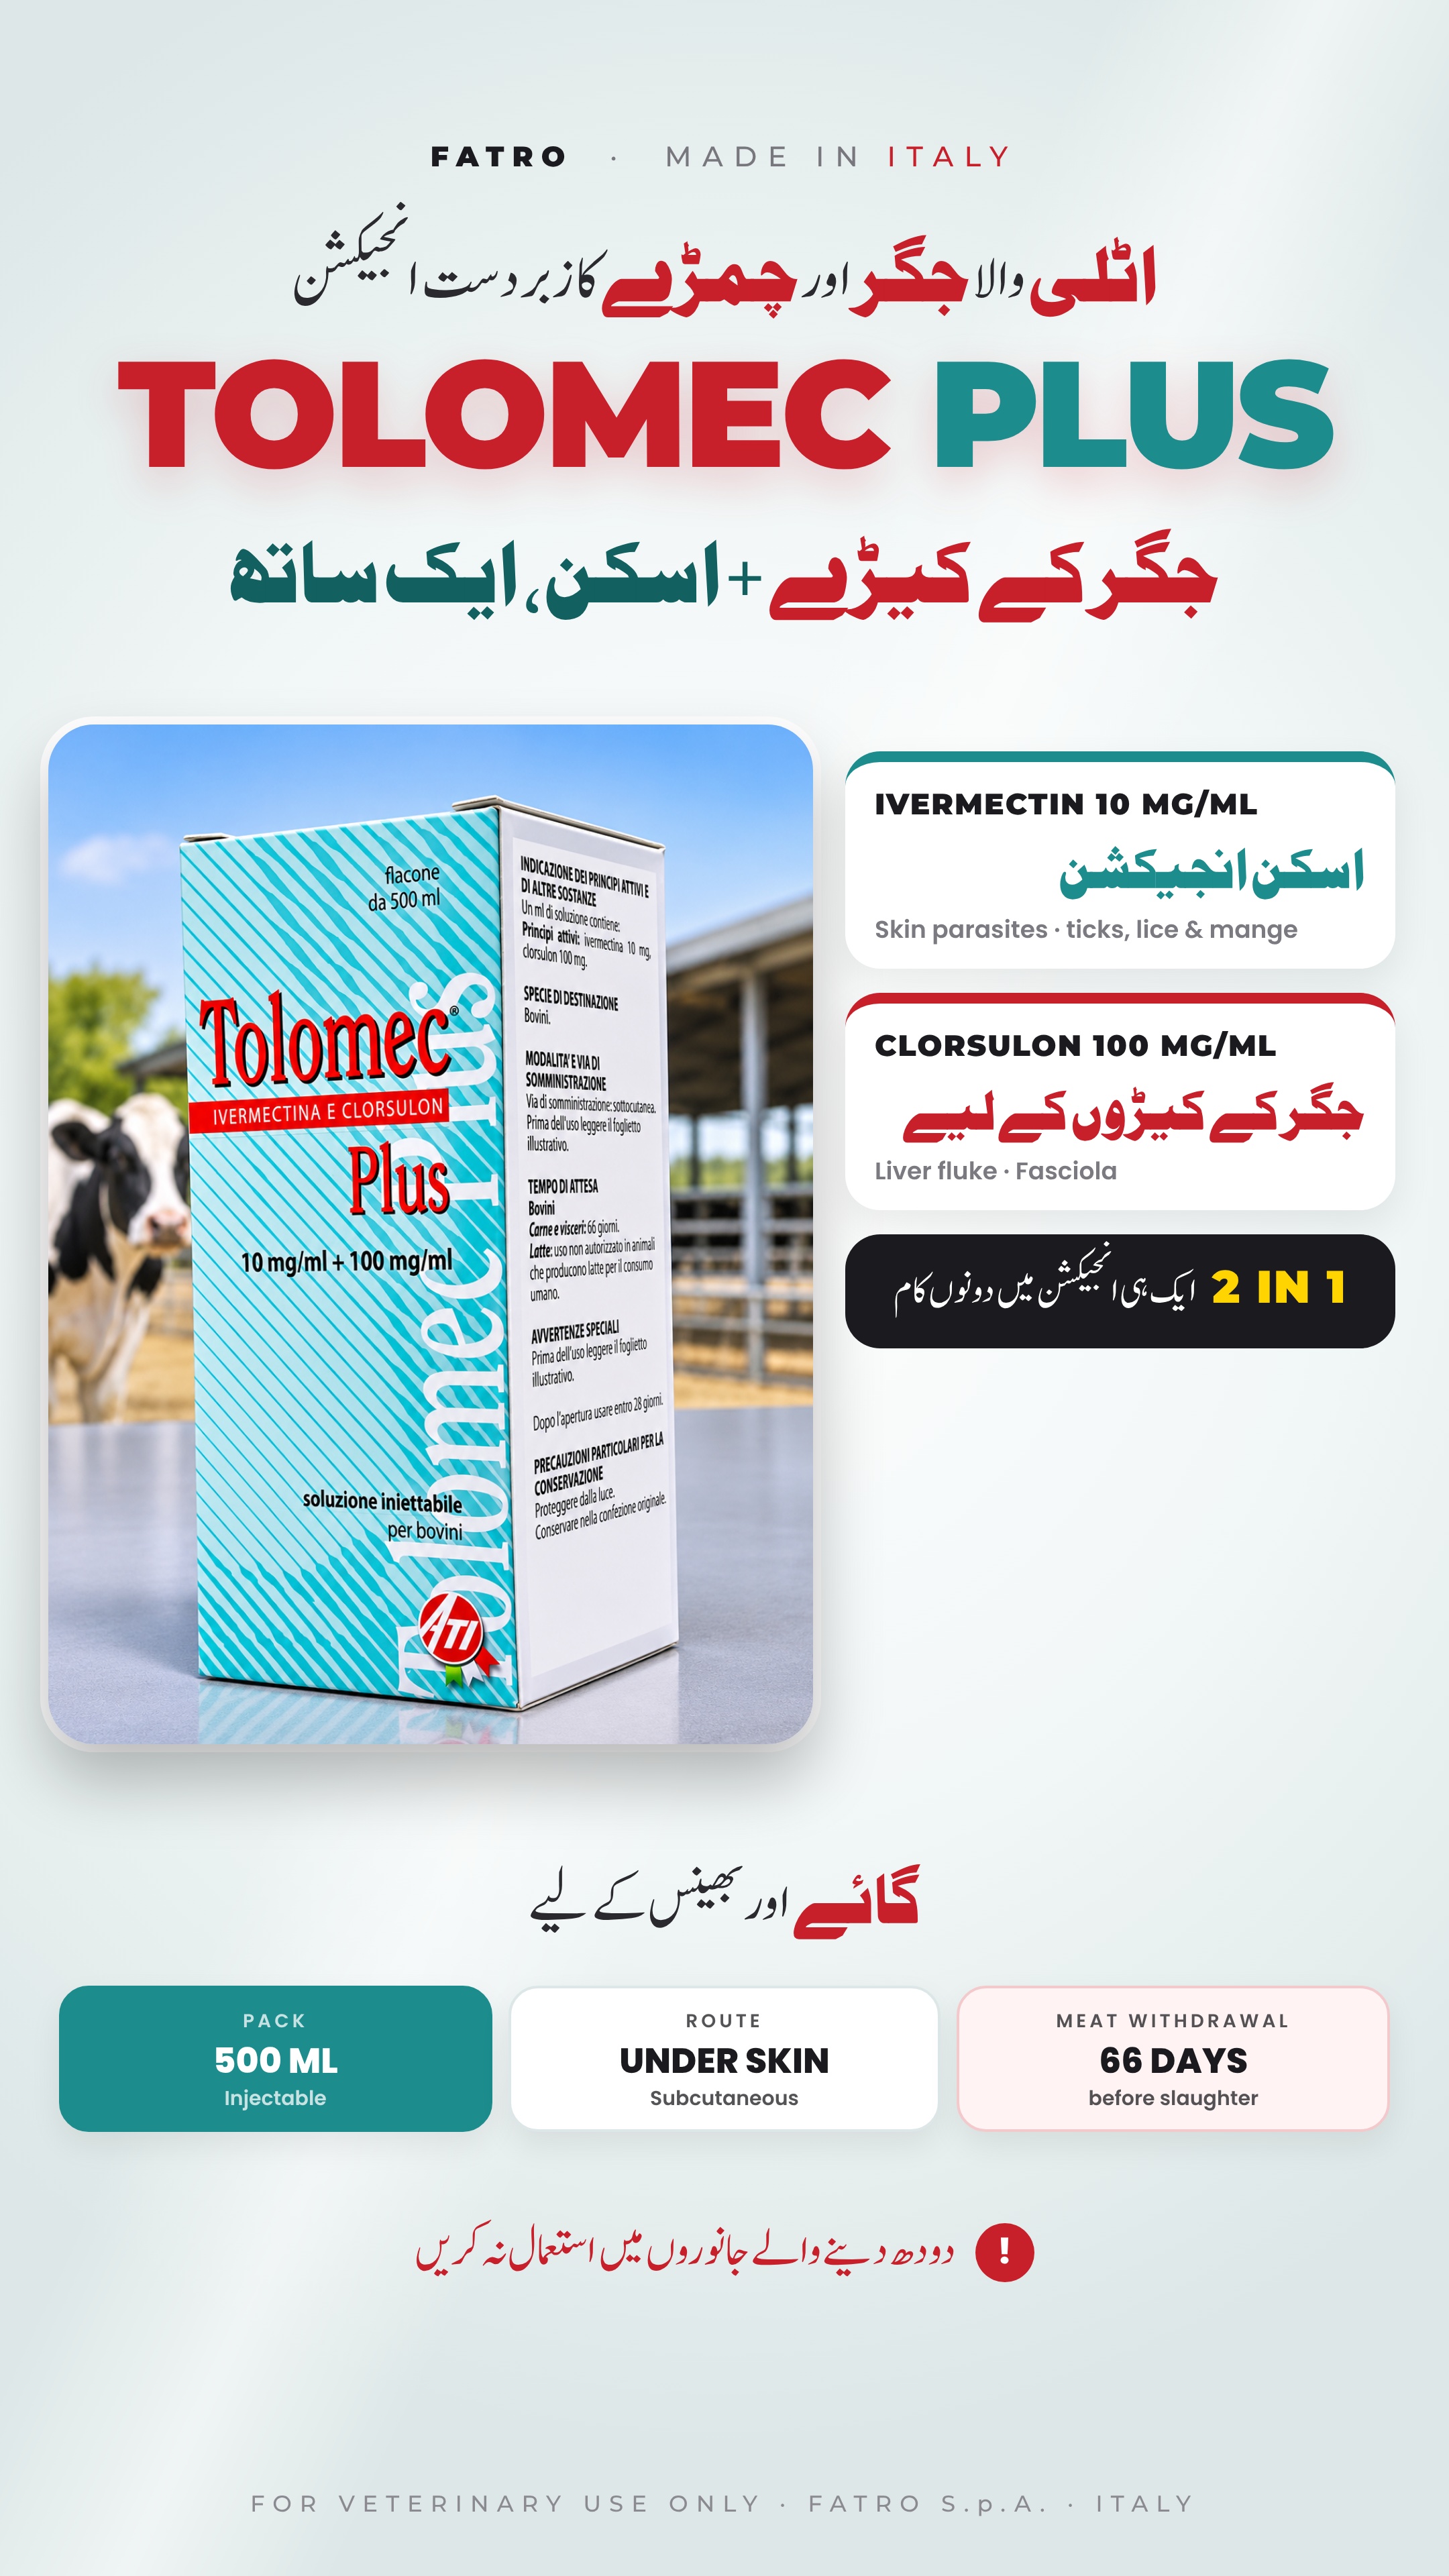 FATRO · MADE IN ITALY
اٹلی والا جگر اور چمڑے کا زبردست انجیکشن
TOLOMEC PLUS
جگر کے کیڑے + اسکن، ایک ساتھ
flacone
da 500 ml
Tolomec®
IVERMECTINA E CLORSULON
Plus
10 mg/ml + 100 mg/ml
soluzione iniettabile
per bovini
ATI
Tolomec Plus
INDICAZIONE DEI PRINCIPI ATTIVI E
DI ALTRE SOSTANZE
Un ml di soluzione contiene:
Principi attivi: ivermectina 10 mg,
clorsulon 100 mg.
SPECIE DI DESTINAZIONE
Bovini.
MODALITA' E VIA DI
SOMMINISTRAZIONE
Via di somministrazione: sottocutanea.
Prima dell'uso leggere il foglietto
illustrativo.
TEMPO DI ATTESA
Bovini
Carne e visceri: 66 giorni.
Latte: uso non autorizzato in animali
che producono latte per il consumo
umano.
AVVERTENZE SPECIALI
Prima dell'uso leggere il foglietto
illustrativo.
Dopo l'apertura usare entro 28 giorni.
PRECAUZIONI PARTICOLARI PER LA
CONSERVAZIONE
Proteggere dalla luce.
Conservare nella confezione originale.
IVERMECTIN 10 MG/ML
اسکن انجیکشن
Skin parasites · ticks, lice & mange
CLORSULON 100 MG/ML
جگر کے کیڑوں کے لیے
Liver fluke · Fasciola
2 IN 1 ایک ہی انجیکشن میں دونوں کام
گائے اور بھینس کے لیے
PACK
500 ML
Injectable
ROUTE
UNDER SKIN
Subcutaneous
MEAT WITHDRAWAL
66 DAYS
before slaughter
! دودھ دینے والے جانوروں میں استعمال نہ کریں
FOR VETERINARY USE ONLY · FATRO S.p.A. · ITALY